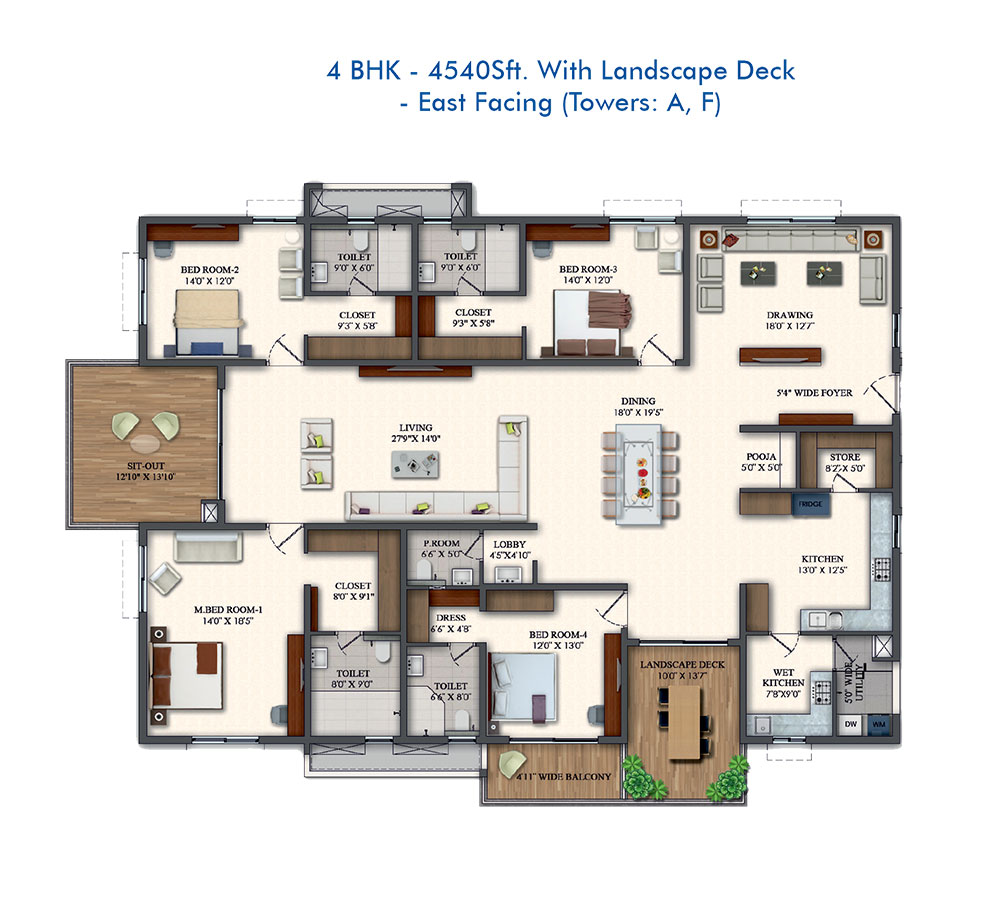 4 BHK - 4540Sft. With Landscape Deck
- East Facing (Towers: A, F)
BED ROOM-2
14'0" X 12'0"
TOILET
9'0" X 6'0"
TOILET
9'0" X 6'0"
BED ROOM-3
14'0" X 12'0"
CLOSET
9'3" X 5'8"
CLOSET
9'3" X 5'8"
DRAWING
18'0" X 12'7"
5'4" WIDE FOYER
DINING
18'0" X 19'5"
LIVING
27'9"X 14'0"
SIT-OUT
12'10" X 13'10"
POOJA
5'0" X 5'0"
STORE
8'2"X 5'0"
FRIDGE
KITCHEN
13'0" X 12'5"
P.ROOM
6'6" X 5'0"
LOBBY
4'5"X4'10"
CLOSET
8'0" X 9'1"
M.BED ROOM-1
14'0" X 18'5"
DRESS
6'6" X 4'8"
BED ROOM-4
12'0" X 13'0"
TOILET
8'0" X 9'0"
TOILET
6'6" X 8'0"
LANDSCAPE DECK
10'0" X 13'7"
WET
KITCHEN
7'8"X9'0"
5'0" WIDE
UTILITY
DW
WM
4'11" WIDE BALCONY